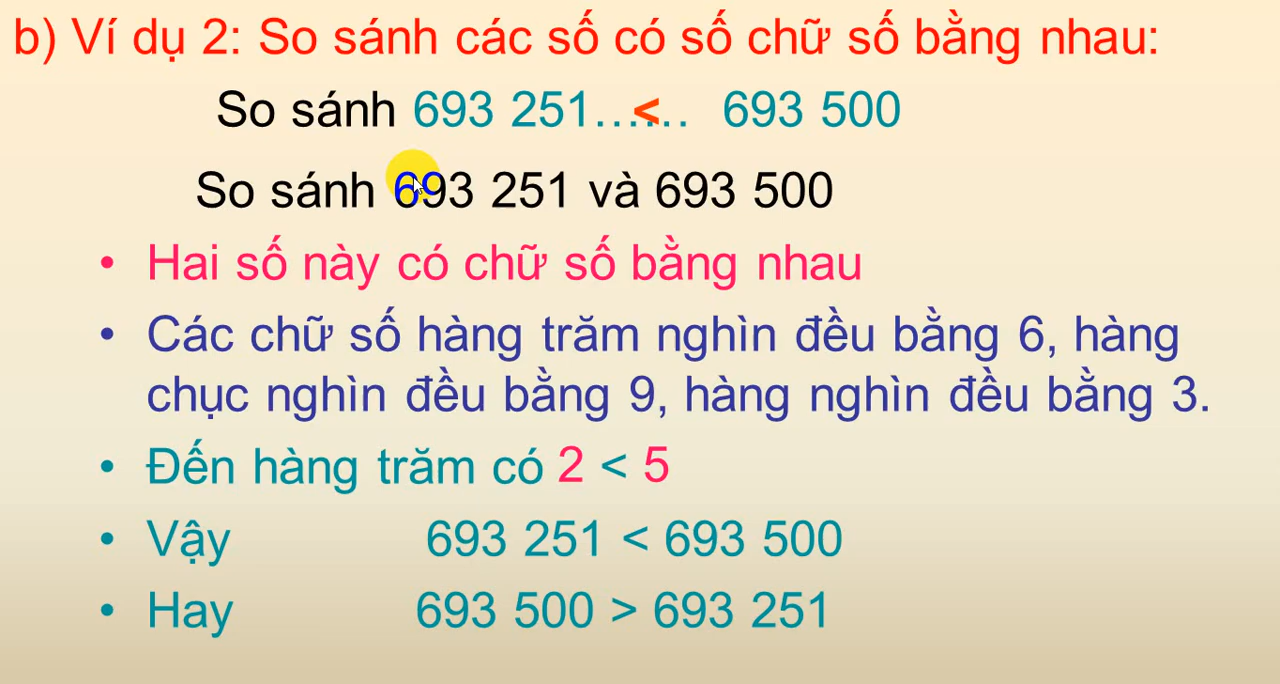 b) Ví dụ 2: So sánh các số có số chữ số bằng nhau:
So sánh 693 251...<... 693 500
So sánh 693 251 và 693 500
• Hai số này có chữ số bằng nhau
• Các chữ số hàng trăm nghìn đều bằng 6, hàng
chục nghìn đều bằng 9, hàng nghìn đều bằng 3.
• Đến hàng trăm có 2 < 5
• Vậy 693 251 < 693 500
• Hay 693 500 > 693 251